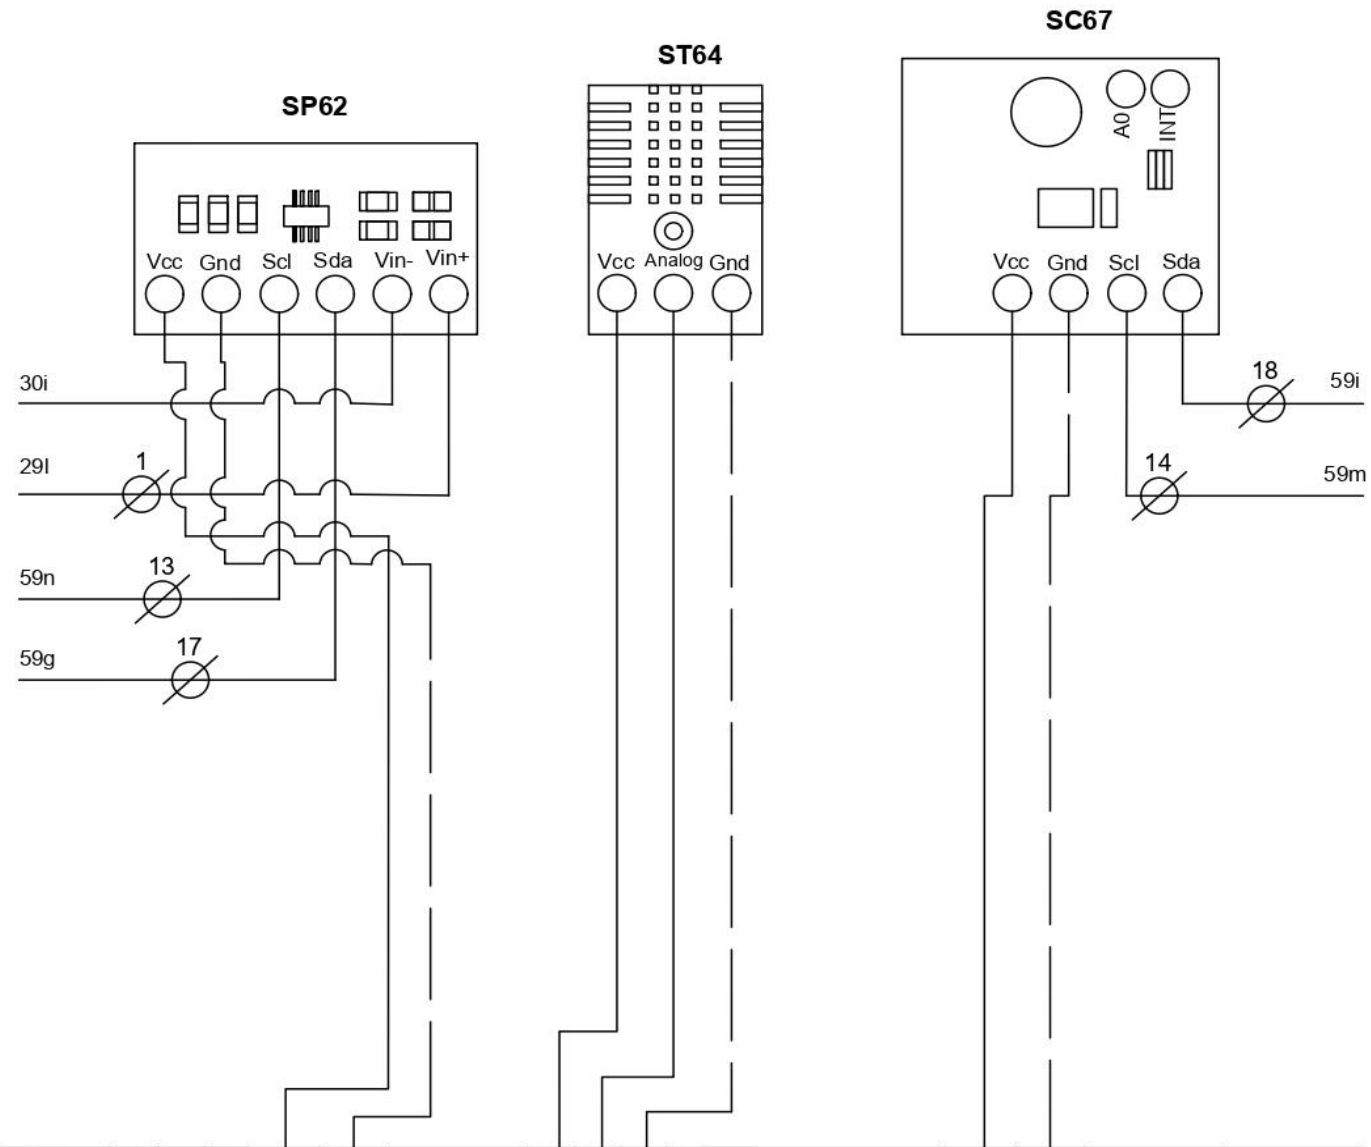 SC67
ST64
SP62
A0
INT
Vcc Gnd Scl Sda Vin- Vin+
Vcc Analog Gnd
Vcc Gnd Scl Sda
30i
18
59i
29l
1
14
59m
59n
13
59g
17